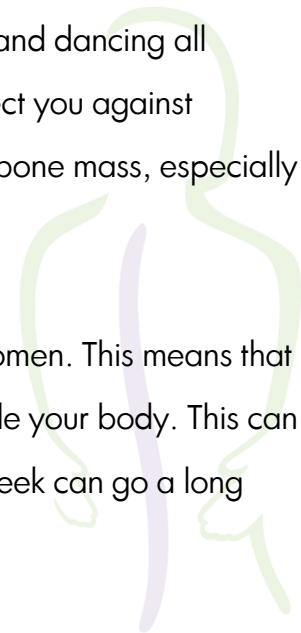 and dancing all
ct you against
bone mass, especially
omen. This means that
le your body. This can
eek can go a long